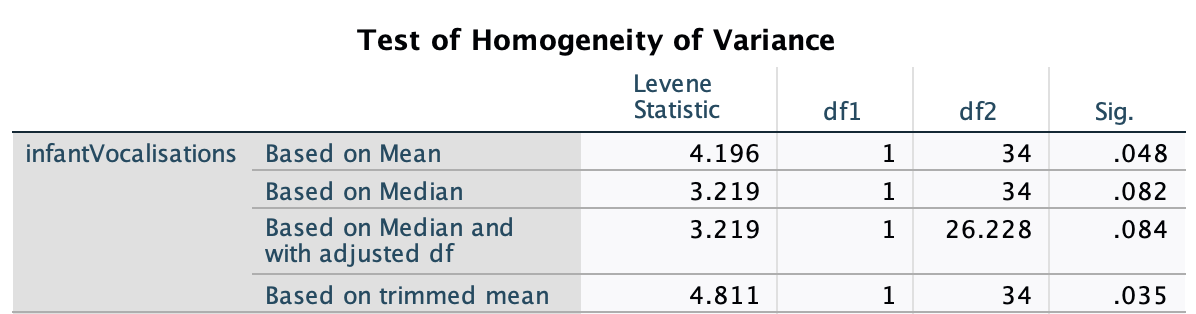 Test of Homogeneity of Variance
Levene
Statistic df1 df2 Sig.
infantVocalisations Based on Mean 4.196 1 34 .048
Based on Median 3.219 1 34 .082
Based on Median and 3.219 1 26.228 .084
with adjusted df
Based on trimmed mean 4.811 1 34 .035